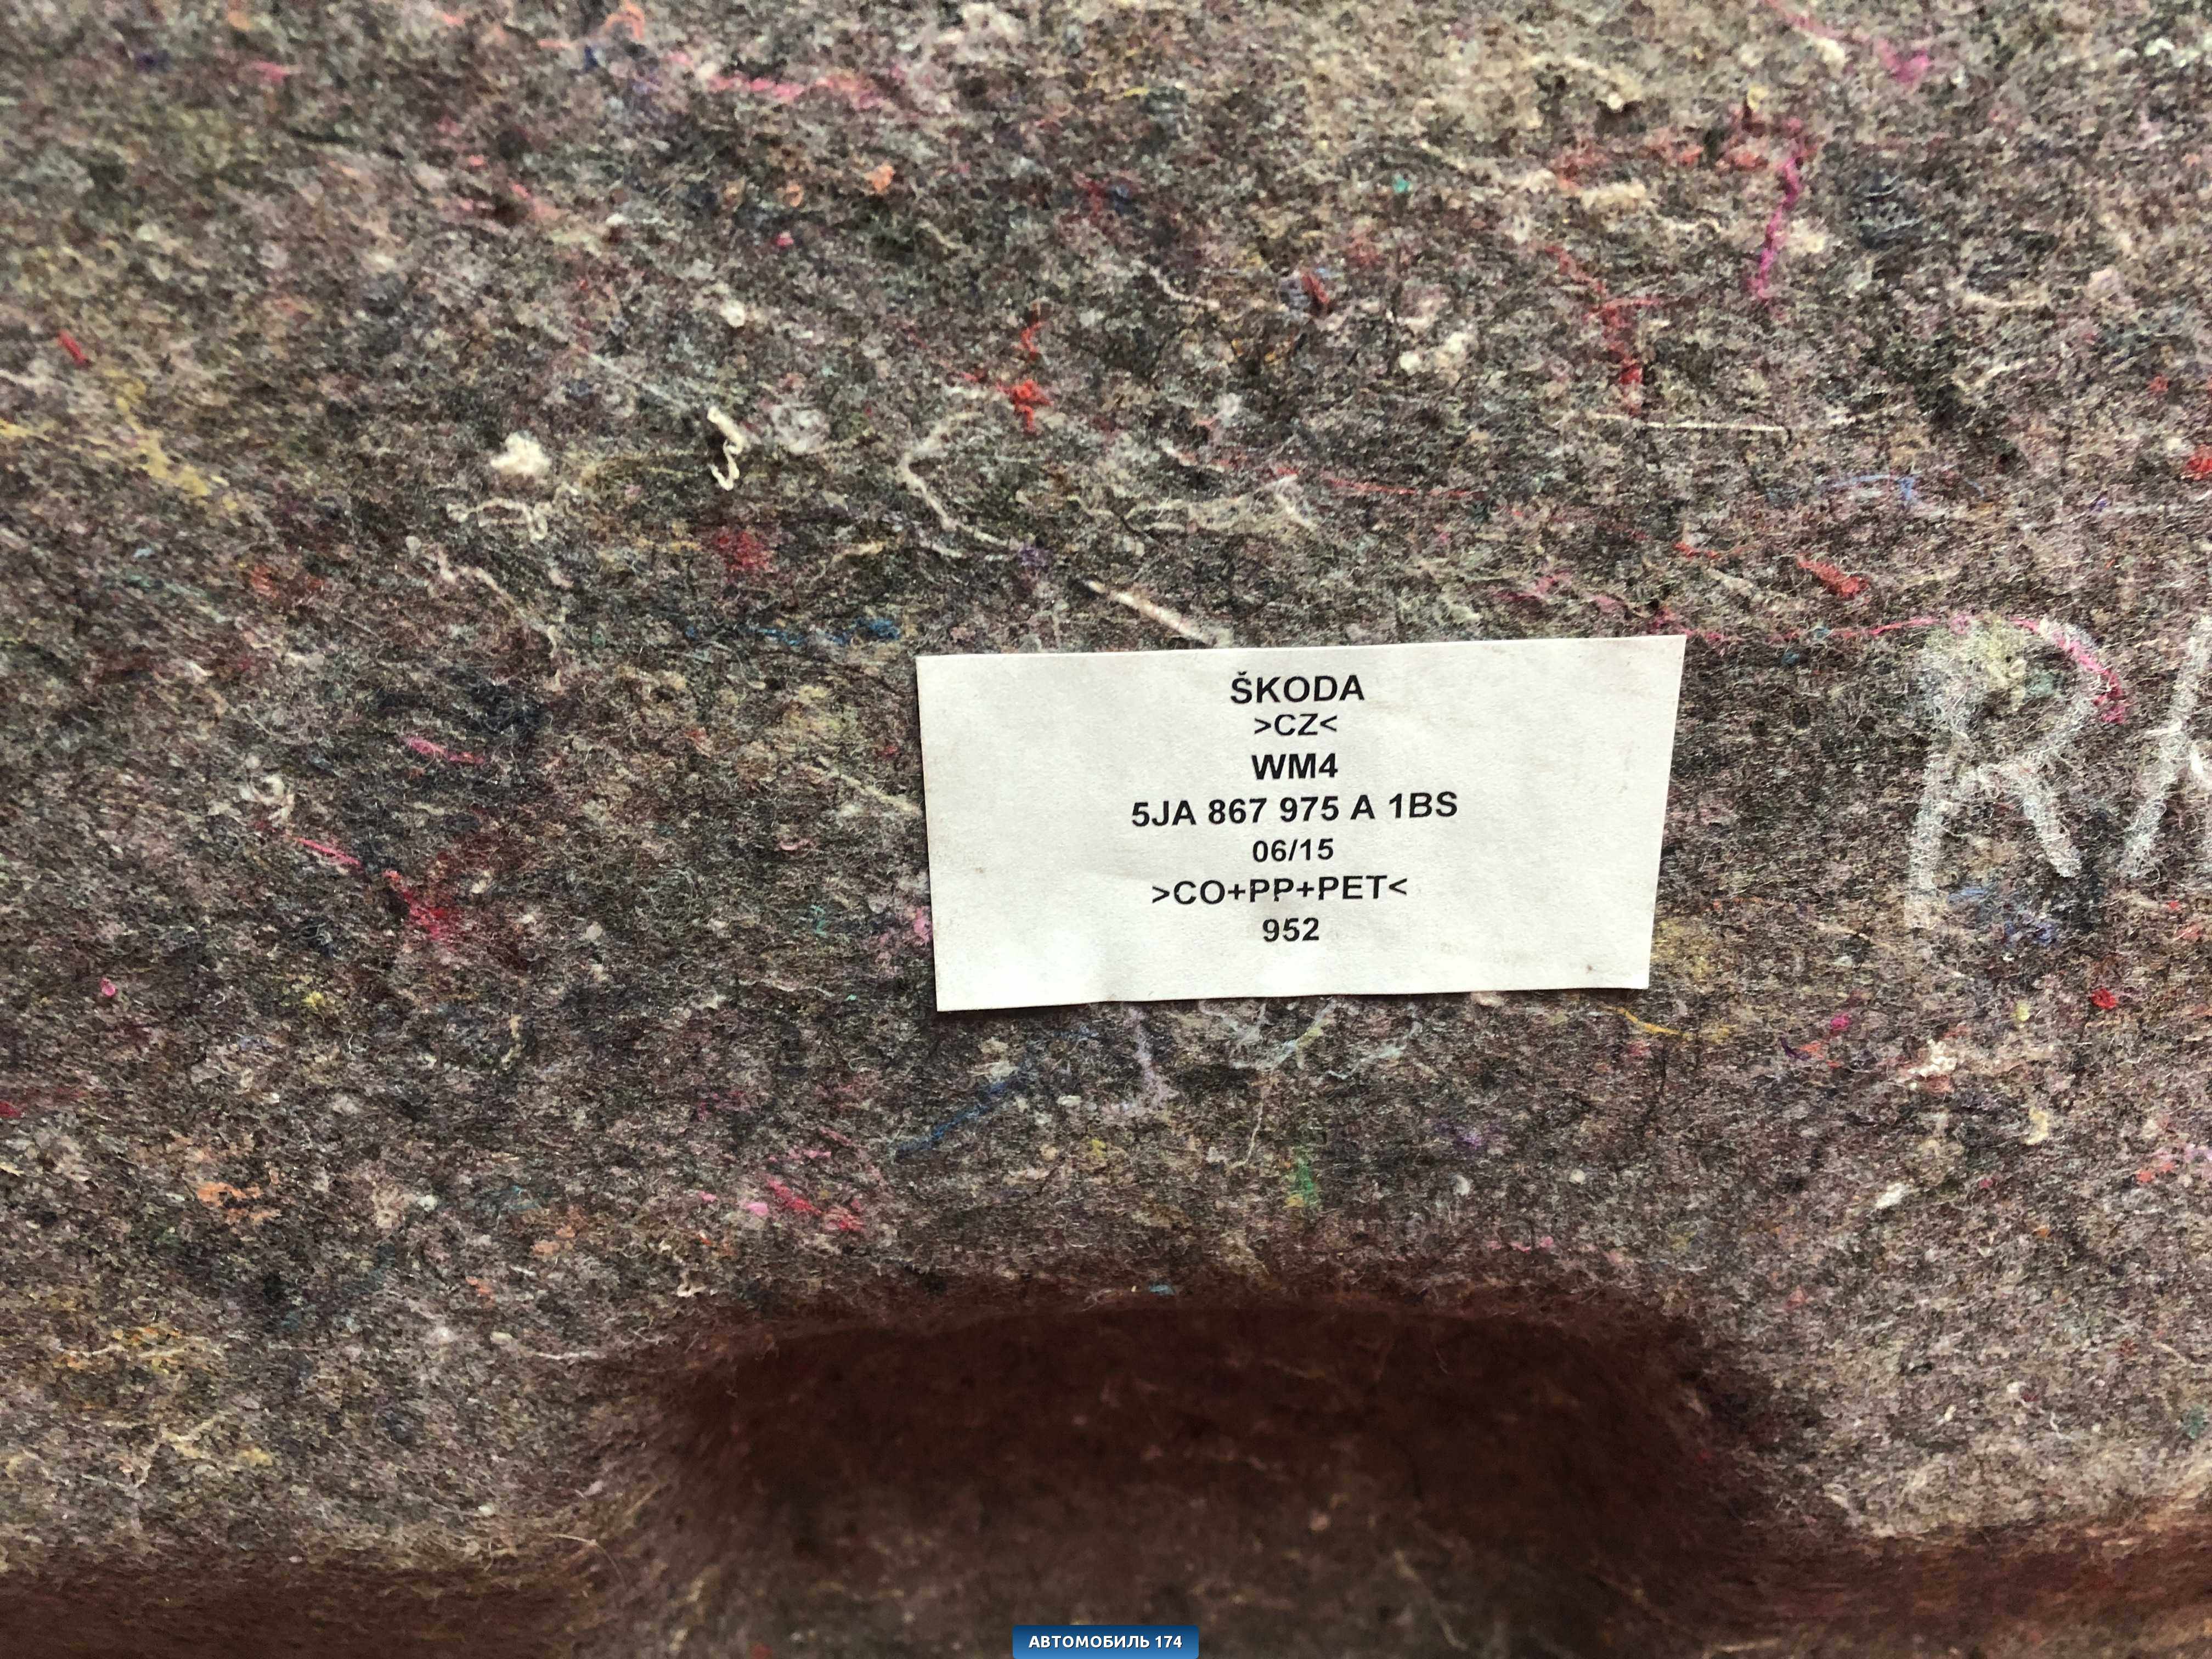 ŠKODA
>CZ<
WM4
5JA 867 975 A 1BS
06/15
>CO+PP+PET<
952
АВТОМОБИЛЬ 174